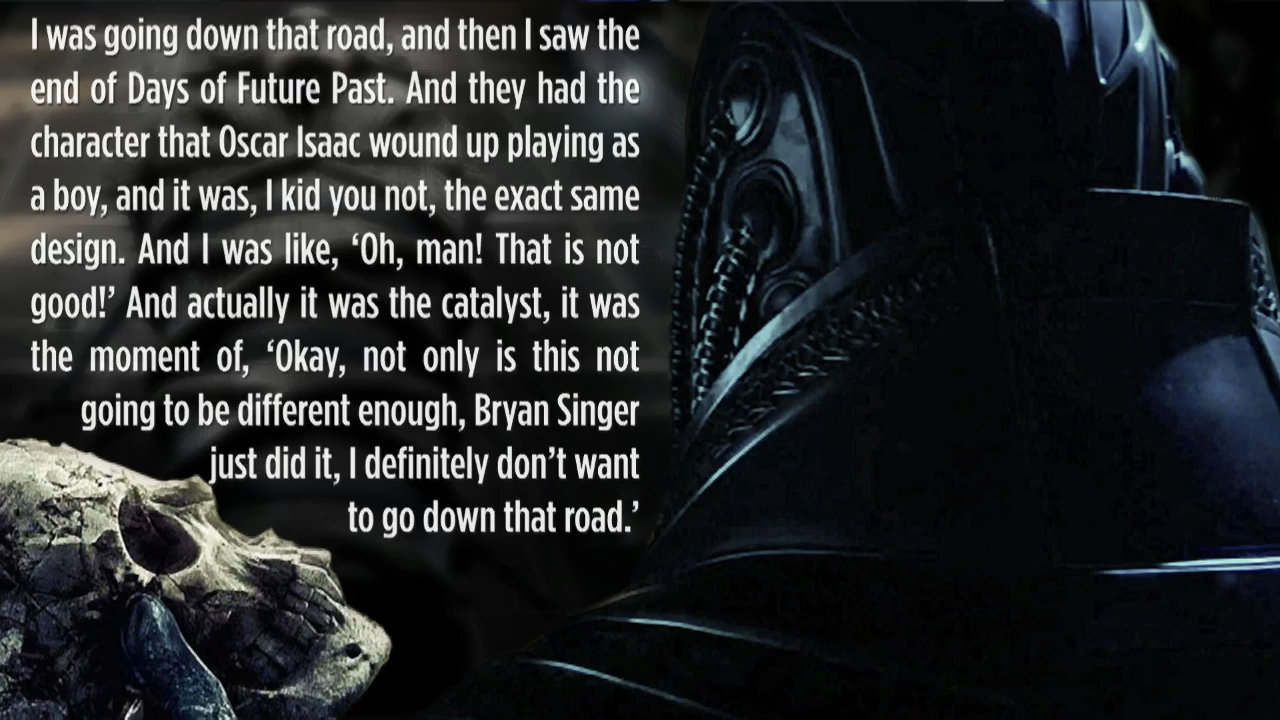 I was going down that road, and then I saw the
end of Days of Future Past. And they had the
character that Oscar Isaac wound up playing as
a boy, and it was, I kid you not, the exact same
design. And I was like, ‘Oh, man! That is not
good!’ And actually it was the catalyst, it was
the moment of, ‘Okay, not only is this not
going to be different enough, Bryan Singer
just did it, I definitely don’t want
to go down that road.’